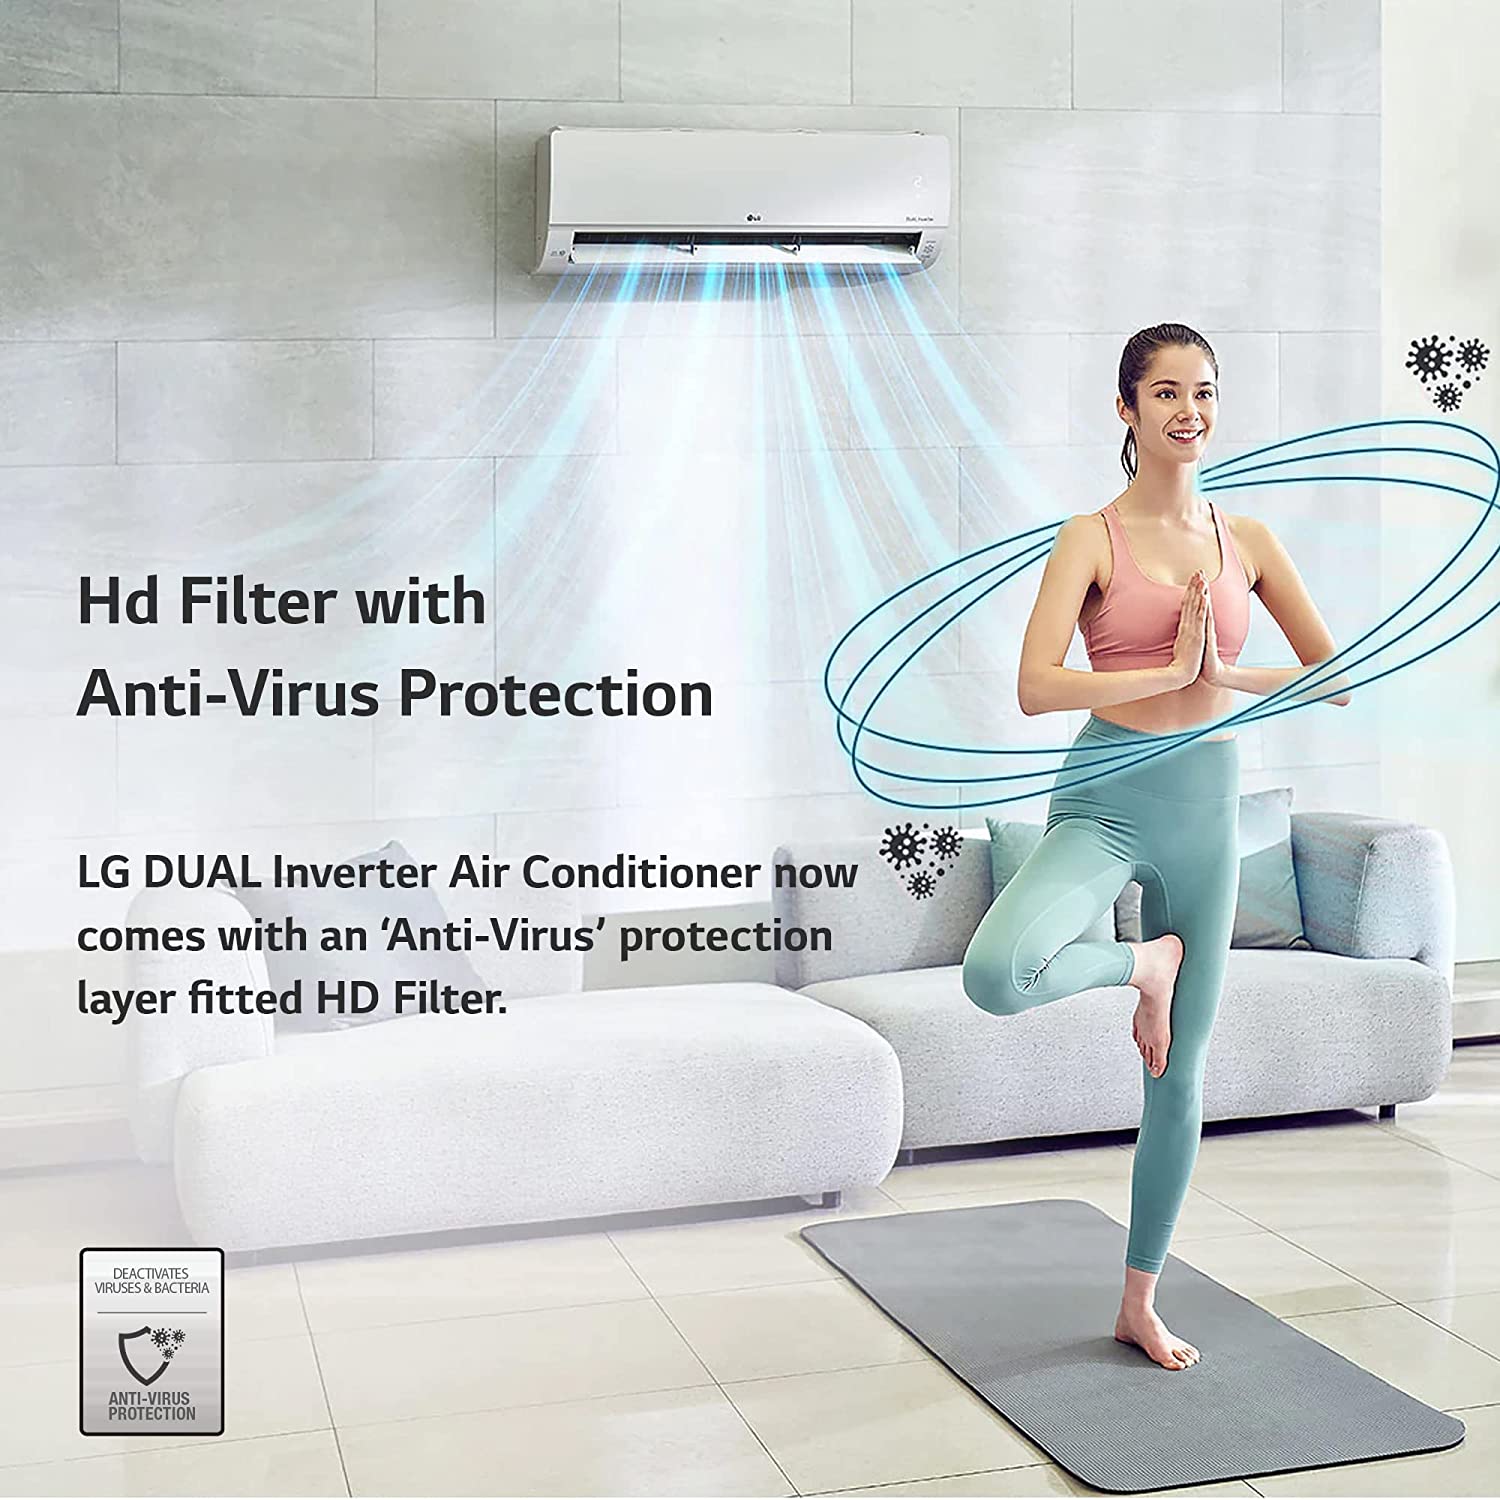 LG
Hd Filter with
Anti-Virus Protection
LG DUAL Inverter Air Conditioner now
comes with an ‘Anti-Virus’ protection
layer fitted HD Filter.
DEACTIVATES
VIRUSES & BACTERIA
ANTI-VIRUS
PROTECTION